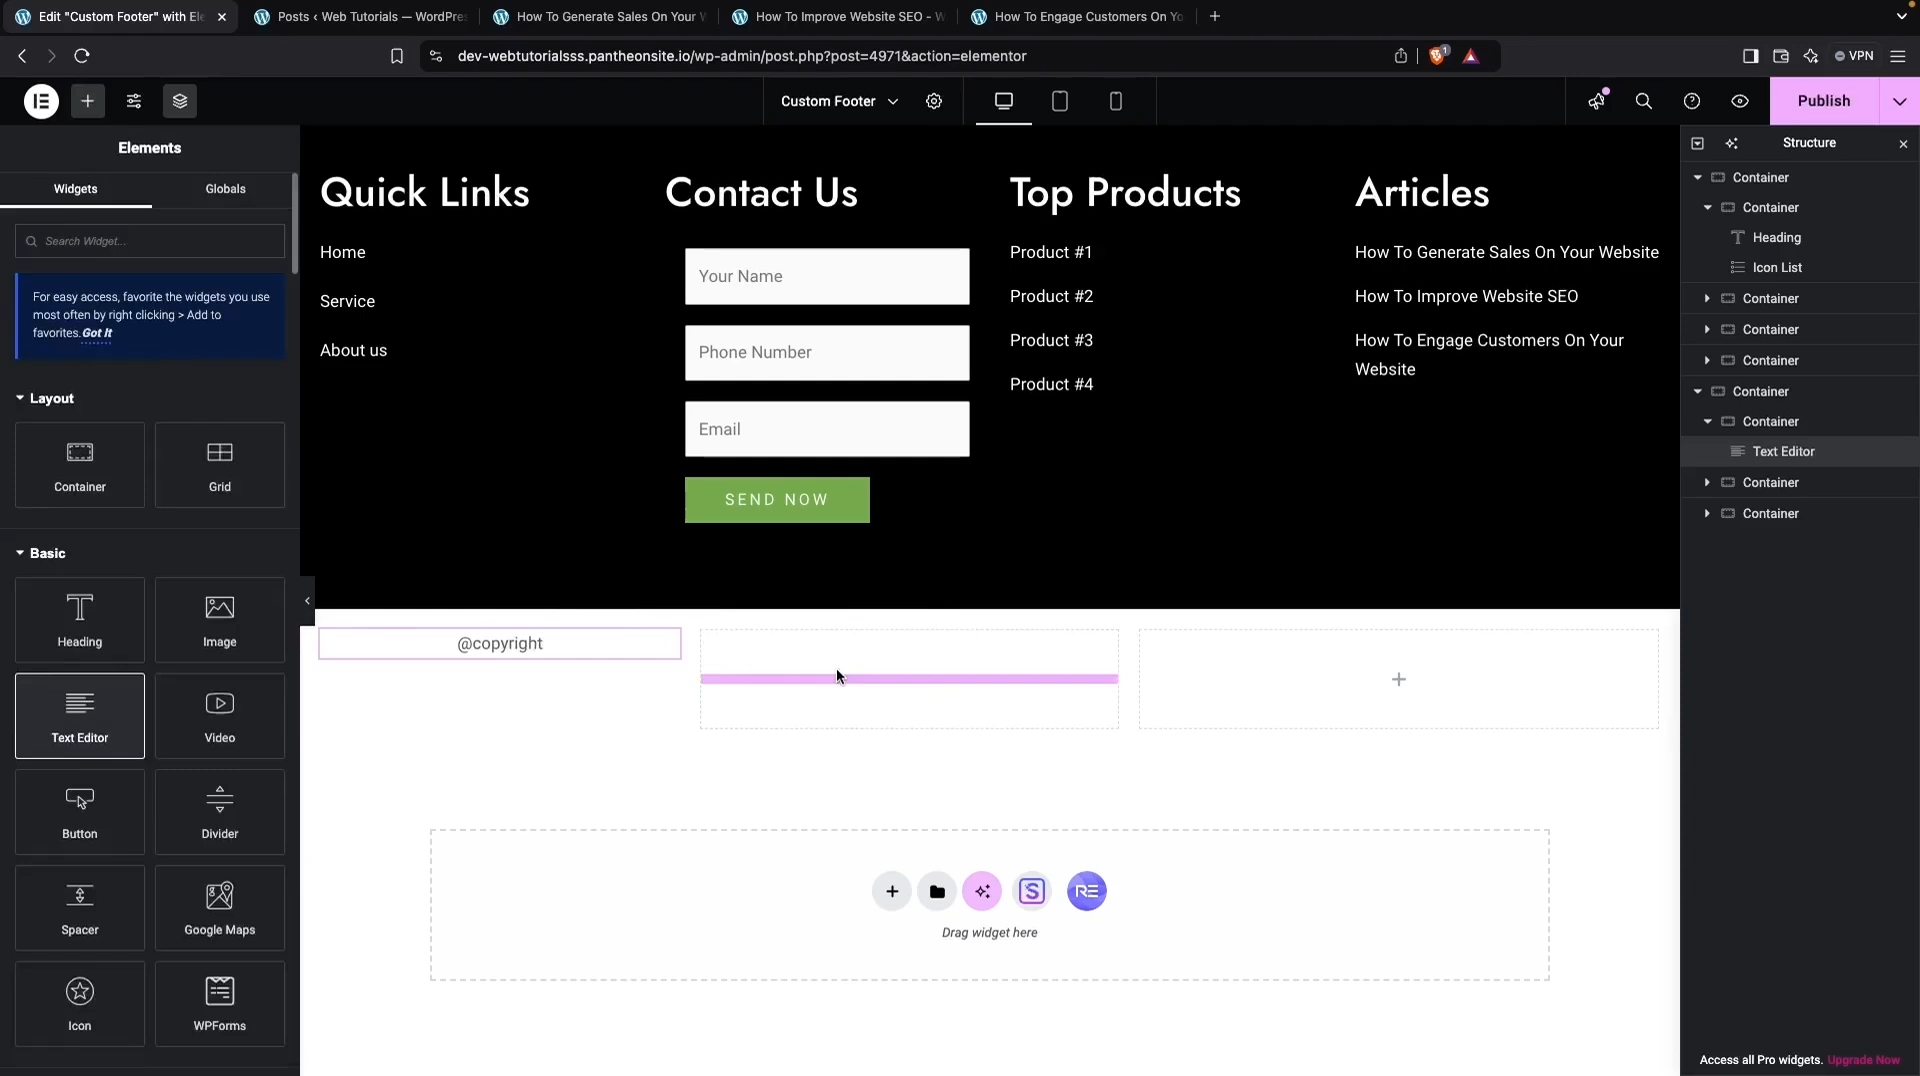 Edit "Custom Footer" with Ele
Posts ‹ Web Tutorials — WordPre
How To Generate Sales On Your W
How To Improve Website SEO - W
How To Engage Customers On Yo
dev-webtutorialsss.pantheonsite.io/wp-admin/post.php?post=4971&action=elementor
1
VPN
Custom Footer
Publish
Elements
Widgets
Globals
Search Widget...
For easy access, favorite the widgets you use
most often by right clicking > Add to
favorites. Got It
Layout
Container
Grid
Basic
Heading
Image
Text Editor
Video
Button
Divider
Spacer
Google Maps
Icon
WPForms
Quick Links
Home
Service
About us
Contact Us
Your Name
Phone Number
Email
SEND NOW
Top Products
Product #1
Product #2
Product #3
Product #4
Articles
How To Generate Sales On Your Website
How To Improve Website SEO
How To Engage Customers On Your
Website
@copyright
S
RE
Drag widget here
Structure
Container
Container
Heading
Icon List
Container
Container
Container
Container
Container
Text Editor
Container
Container
Access all Pro widgets. Upgrade Now